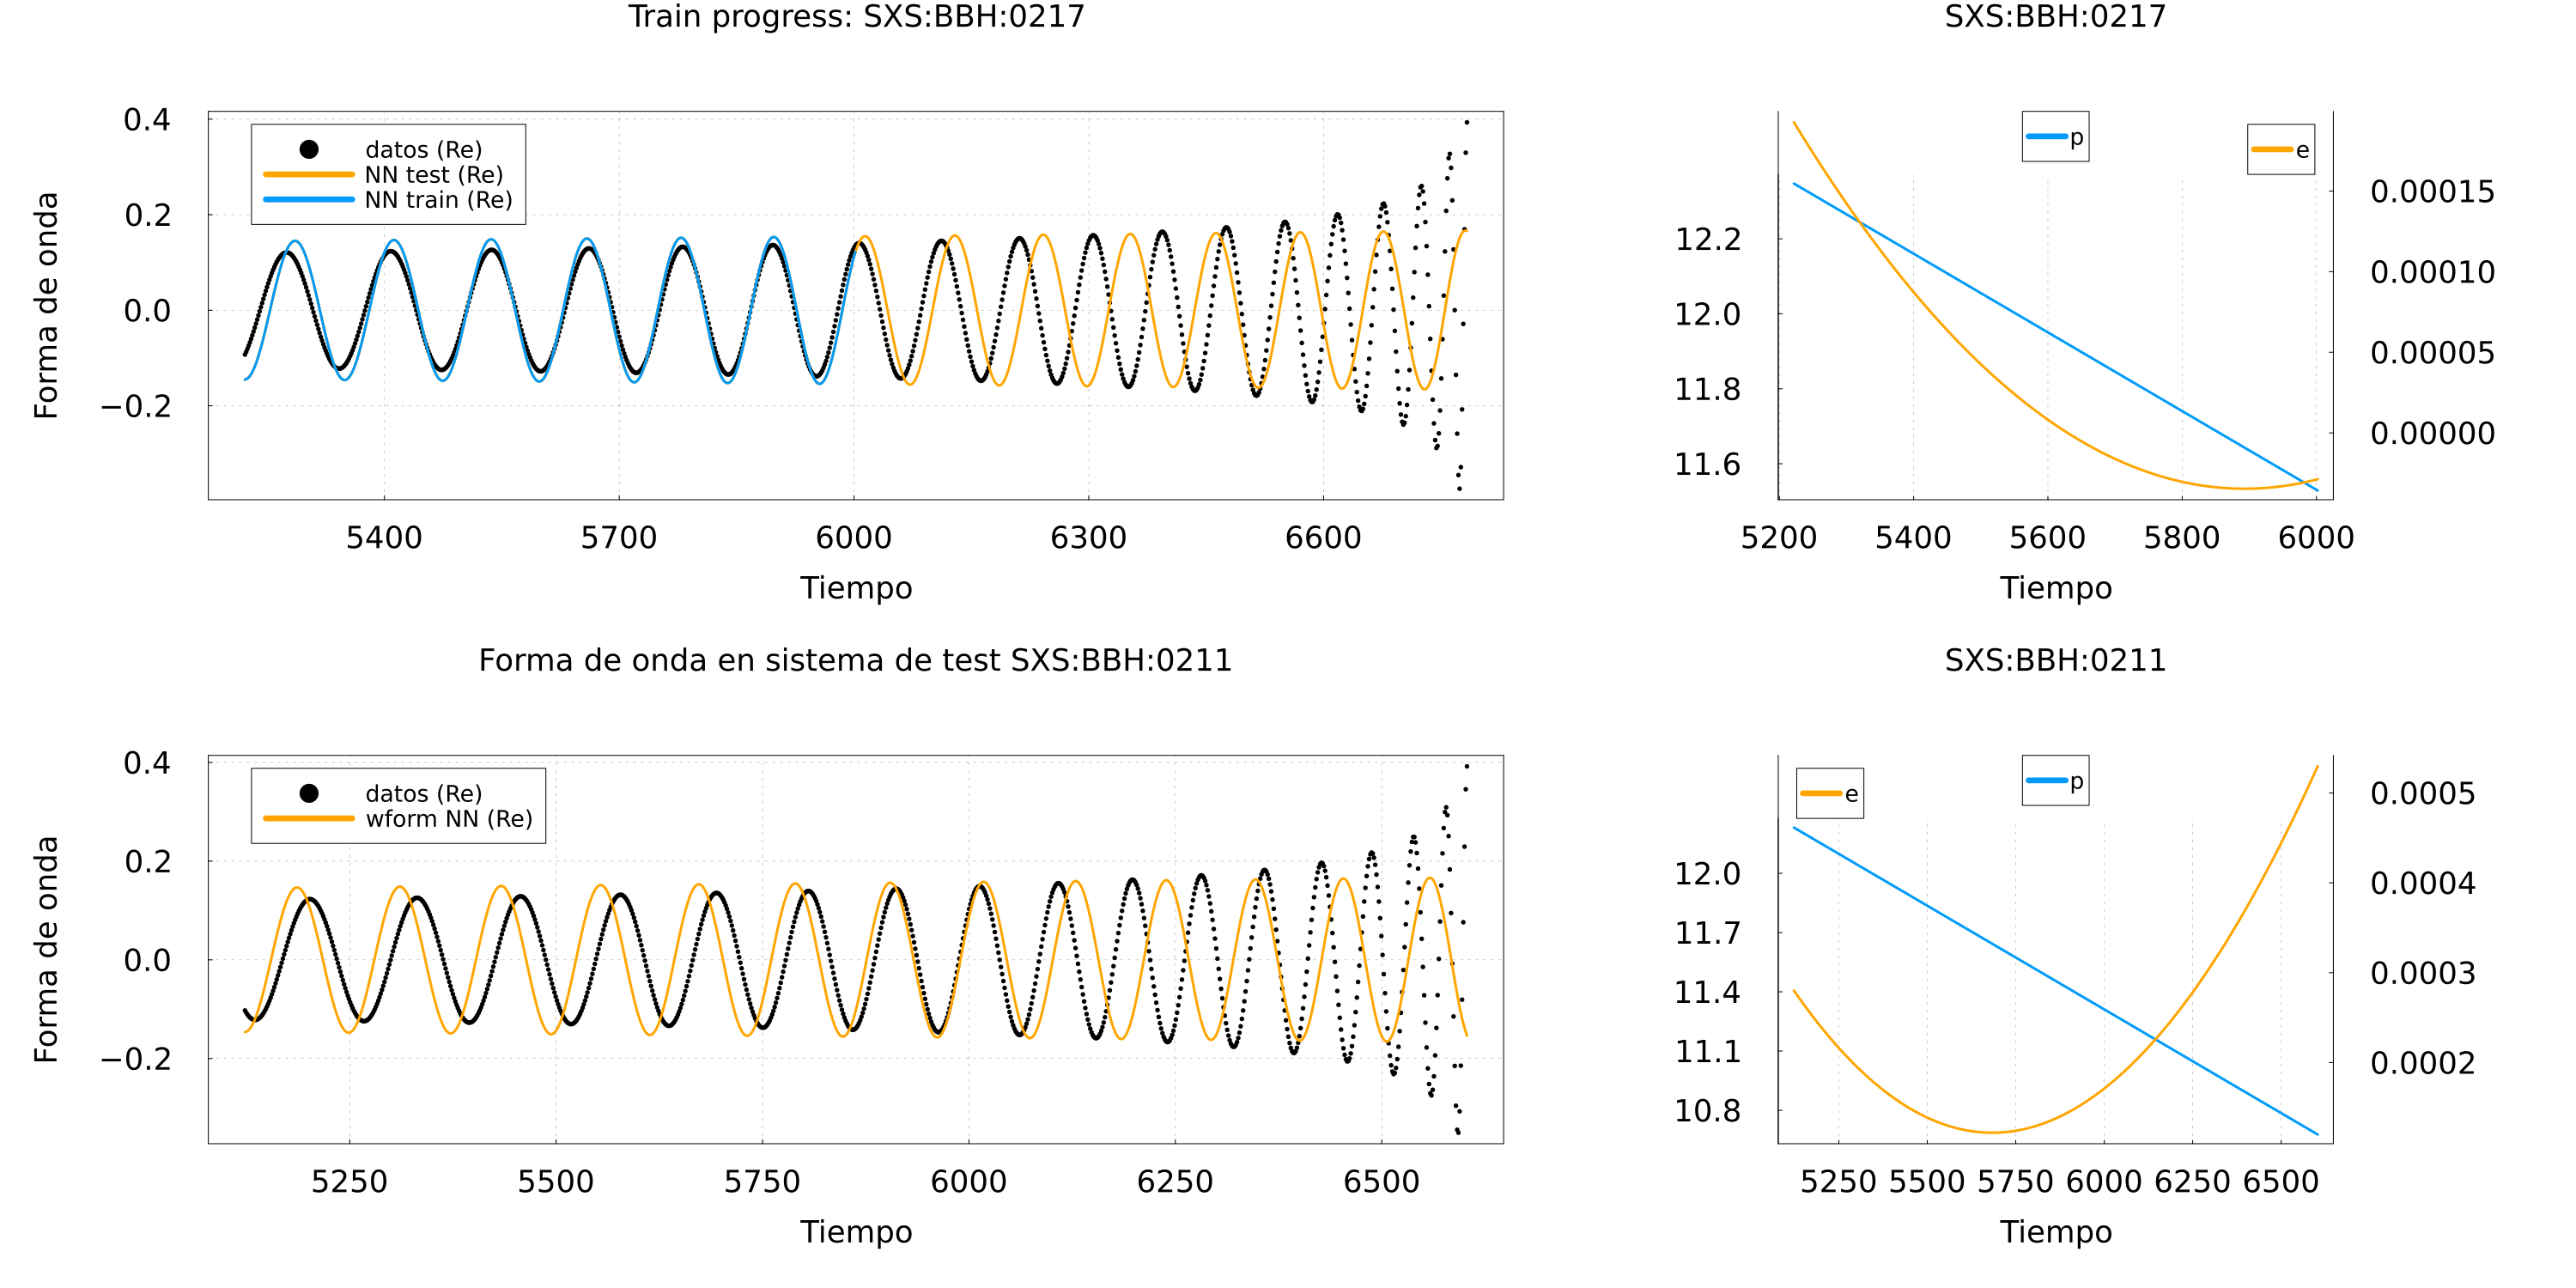 Train progress: SXS:BBH:0217
0.4
0.2
0.0
−0.2
Forma de onda
datos (Re)
NN test (Re)
NN train (Re)
5400 5700 6000 6300 6600
Tiempo
SXS:BBH:0217
p
e
12.2
12.0
11.8
11.6
0.00015
0.00010
0.00005
0.00000
5200 5400 5600 5800 6000
Tiempo
Forma de onda en sistema de test SXS:BBH:0211
0.4
0.2
0.0
−0.2
Forma de onda
datos (Re)
wform NN (Re)
5250 5500 5750 6000 6250 6500
Tiempo
SXS:BBH:0211
e
p
12.0
11.7
11.4
11.1
10.8
0.0005
0.0004
0.0003
0.0002
5250 5500 5750 6000 6250 6500
Tiempo